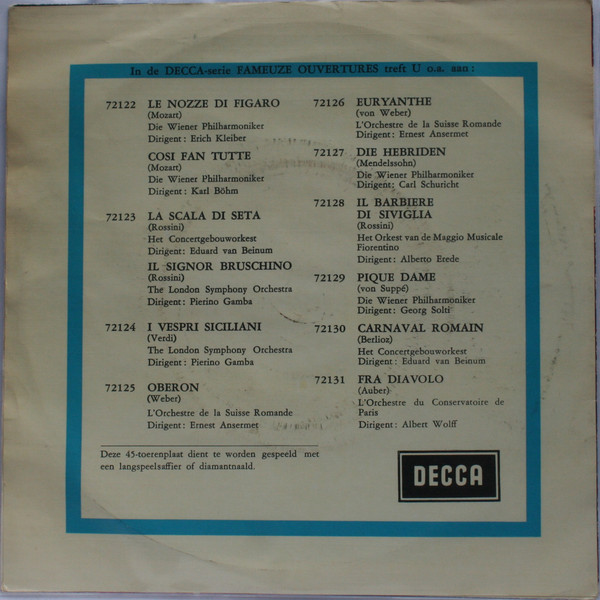 In de DECCA-serie FAMEUZE OUVERTURES treft U o.a. aan:
72122 LE NOZZE DI FIGARO
(Mozart)
Die Wiener Philharmoniker
Dirigent: Erich Kleiber
COSI FAN TUTTE
(Mozart)
Die Wiener Philharmoniker
Dirigent: Karl Böhm
72123 LA SCALA DI SETA
(Rossini)
Het Concertgebouworkest
Dirigent: Eduard van Beinum
IL SIGNOR BRUSCHINO
(Rossini)
The London Symphony Orchestra
Dirigent: Pierino Gamba
72124 I VESPRI SICILIANI
(Verdi)
The London Symphony Orchestra
Dirigent: Pierino Gamba
72125 OBERON
(Weber)
L'Orchestre de la Suisse Romande
Dirigent: Ernest Ansermet
72126 EURYANTHE
(von Weber)
L'Orchestre de la Suisse Romande
Dirigent: Ernest Ansermet
72127 DIE HEBRIDEN
(Mendelssohn)
Die Wiener Philharmoniker
Dirigent: Carl Schuricht
72128 IL BARBIERE
DI SIVIGLIA
(Rossini)
Het Orkest van de Maggio Musicale
Fiorentino
Dirigent: Alberto Erede
72129 PIQUE DAME
(von Suppé)
Die Wiener Philharmoniker
Dirigent: Georg Solti
72130 CARNAVAL ROMAIN
(Berlioz)
Het Concertgebouworkest
Dirigent: Eduard van Beinum
72131 FRA DIAVOLO
(Auber)
L'Orchestre du Conservatoire de
Paris
Dirigent: Albert Wolff
Deze 45-toerenplaat dient te worden gespeeld met
een langspeelsaffier of diamantnaald.
DECCA